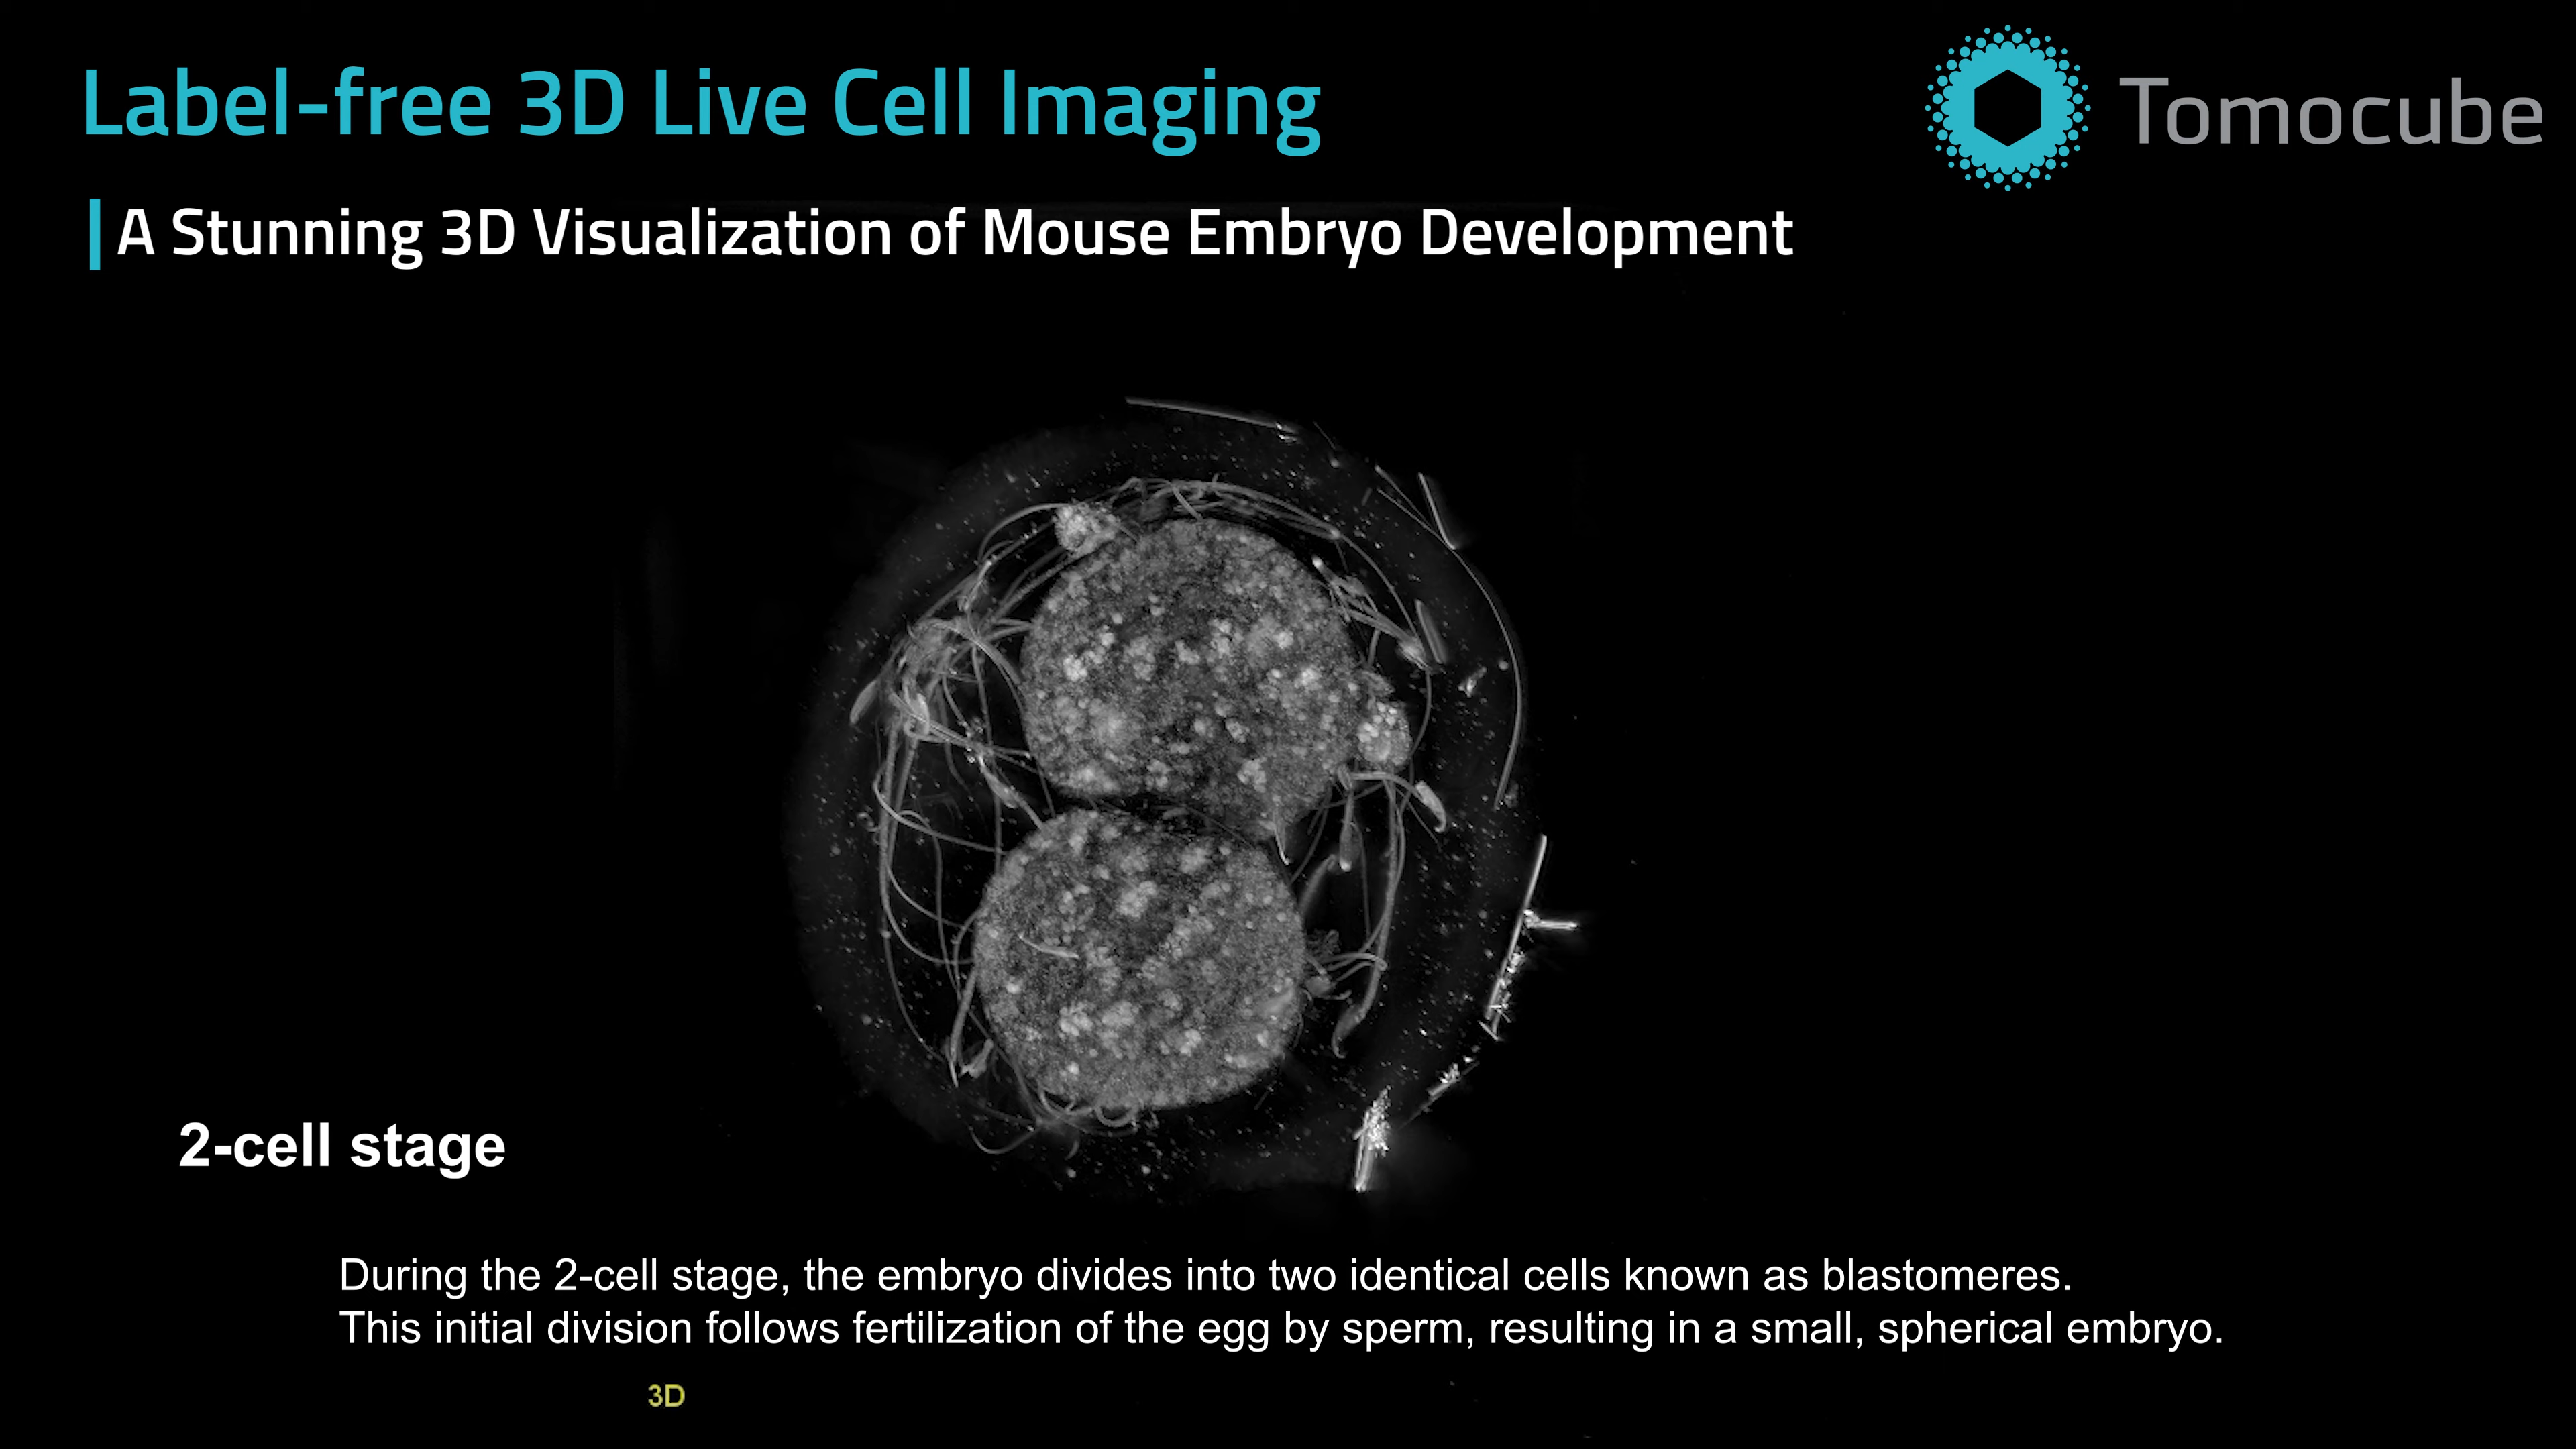 Label-free 3D Live Cell Imaging
Tomocube
A Stunning 3D Visualization of Mouse Embryo Development
2-cell stage
During the 2-cell stage, the embryo divides into two identical cells known as blastomeres.
This initial division follows fertilization of the egg by sperm, resulting in a small, spherical embryo.
3D